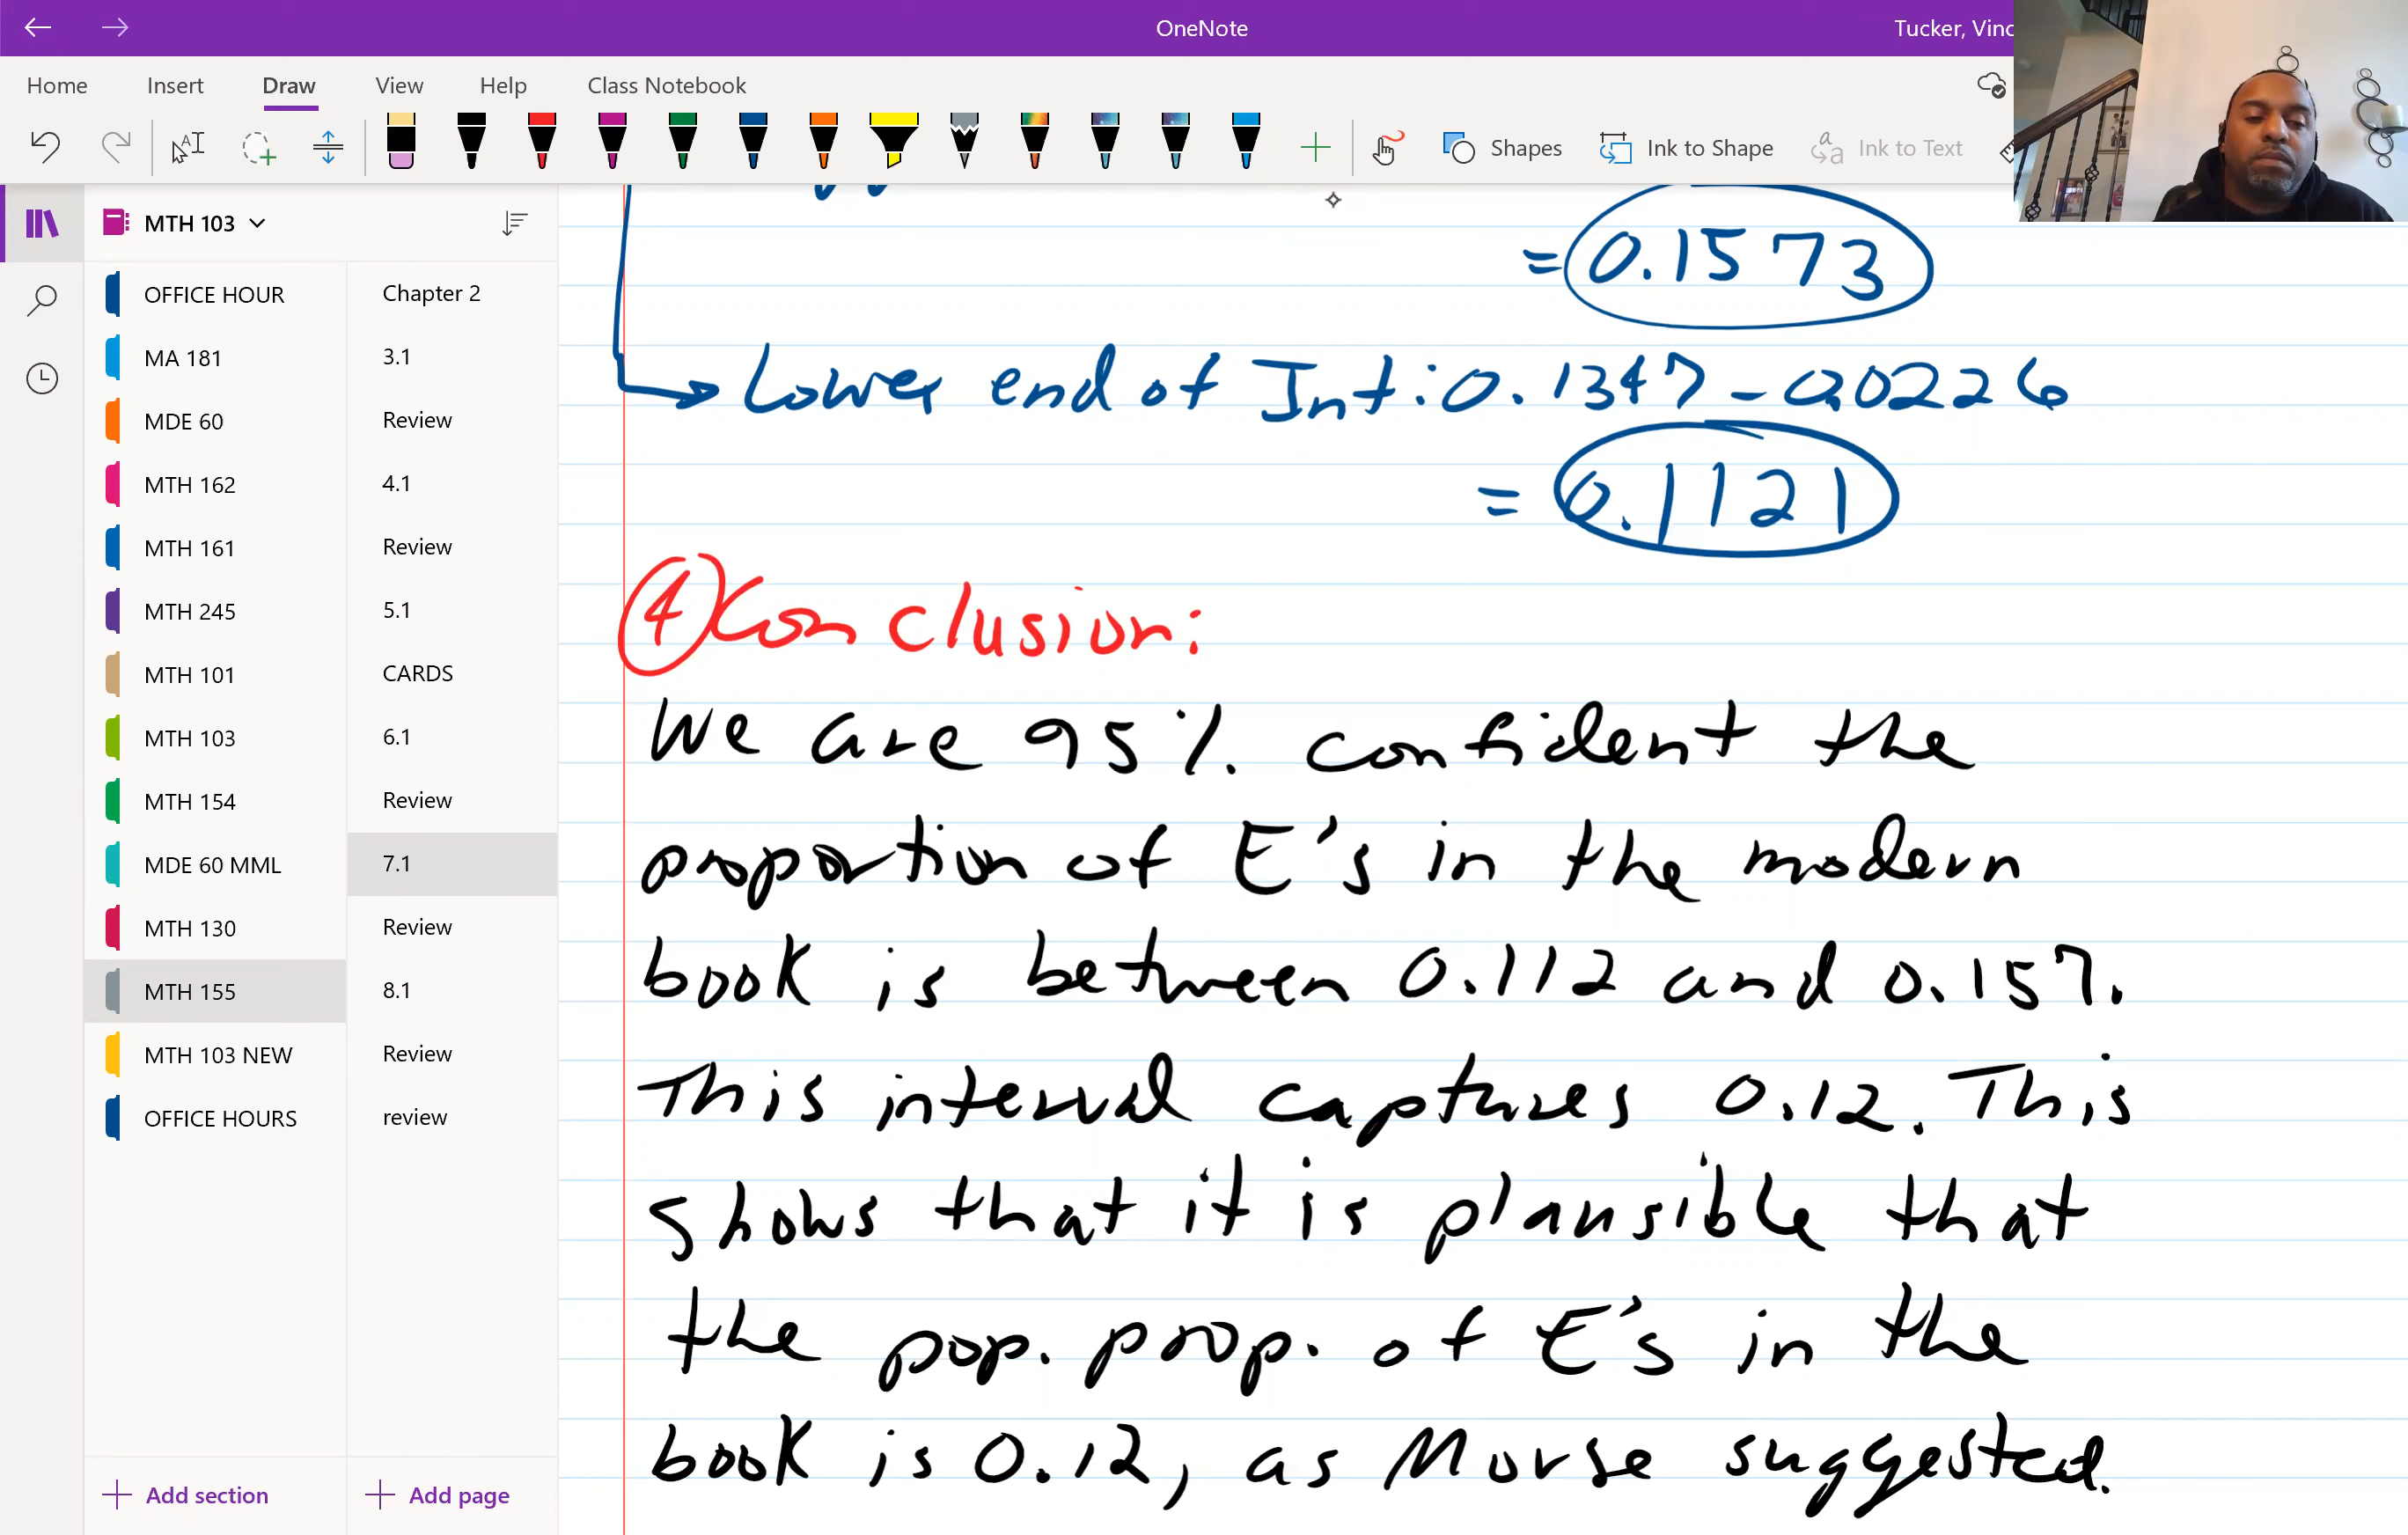 OneNote
Tucker, Vinc
Home Insert Draw View Help Class Notebook
Shapes Ink to Shape Ink to Text
MTH 103
OFFICE HOUR
MA 181
MDE 60
MTH 162
MTH 161
MTH 245
MTH 101
MTH 103
MTH 154
MDE 60 MML
MTH 130
MTH 155
MTH 103 NEW
OFFICE HOURS
Add section
Chapter 2
3.1
Review
4.1
Review
5.1
CARDS
6.1
Review
7.1
Review
8.1
Review
review
Add page
= 0.1573
→ Lower end of Int: 0.1347 - 0.0226
= 0.1121
④ Conclusion:
We are 95% confident the
proportion of E's in the modern
book is between 0.112 and 0.157.
This interval captures 0.12. This
shows that it is plausible that
the pop. prop. of E's in the
book is 0.12, as Morse suggested.